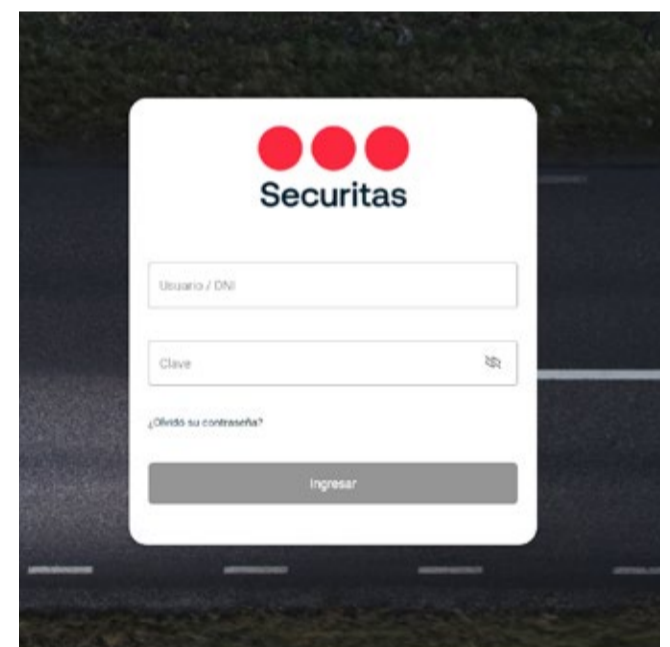 Securitas
Usuario / DNI
Clave
¿Olvidó su contraseña?
Ingresar